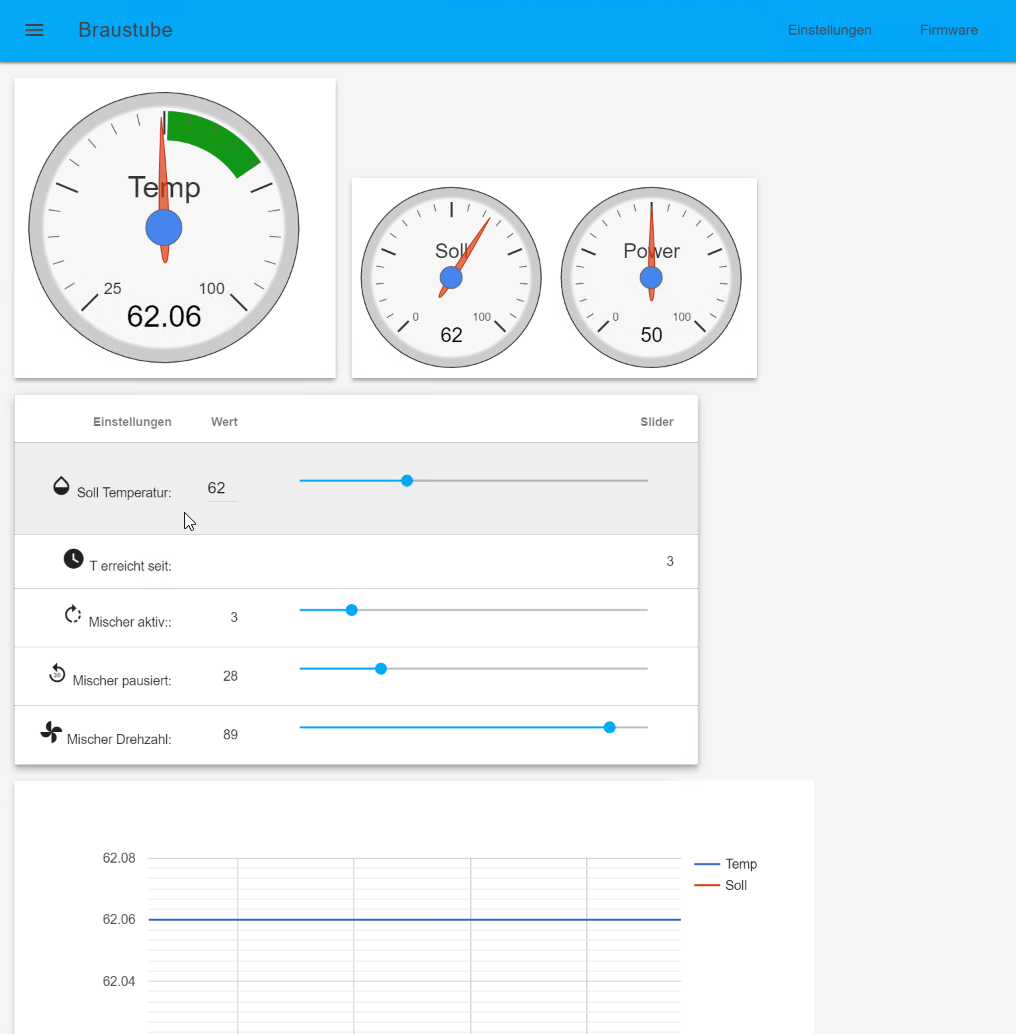 Braustube
Einstellungen
Firmware
Temp
25
100
62.06
Soll
0
100
62
Power
0
100
50
Einstellungen Wert Slider
Soll Temperatur: 62
T erreicht seit: 3
Mischer aktiv:: 3
30
Mischer pausiert: 28
Mischer Drehzahl: 89
62.08
Temp
Soll
62.06
62.04